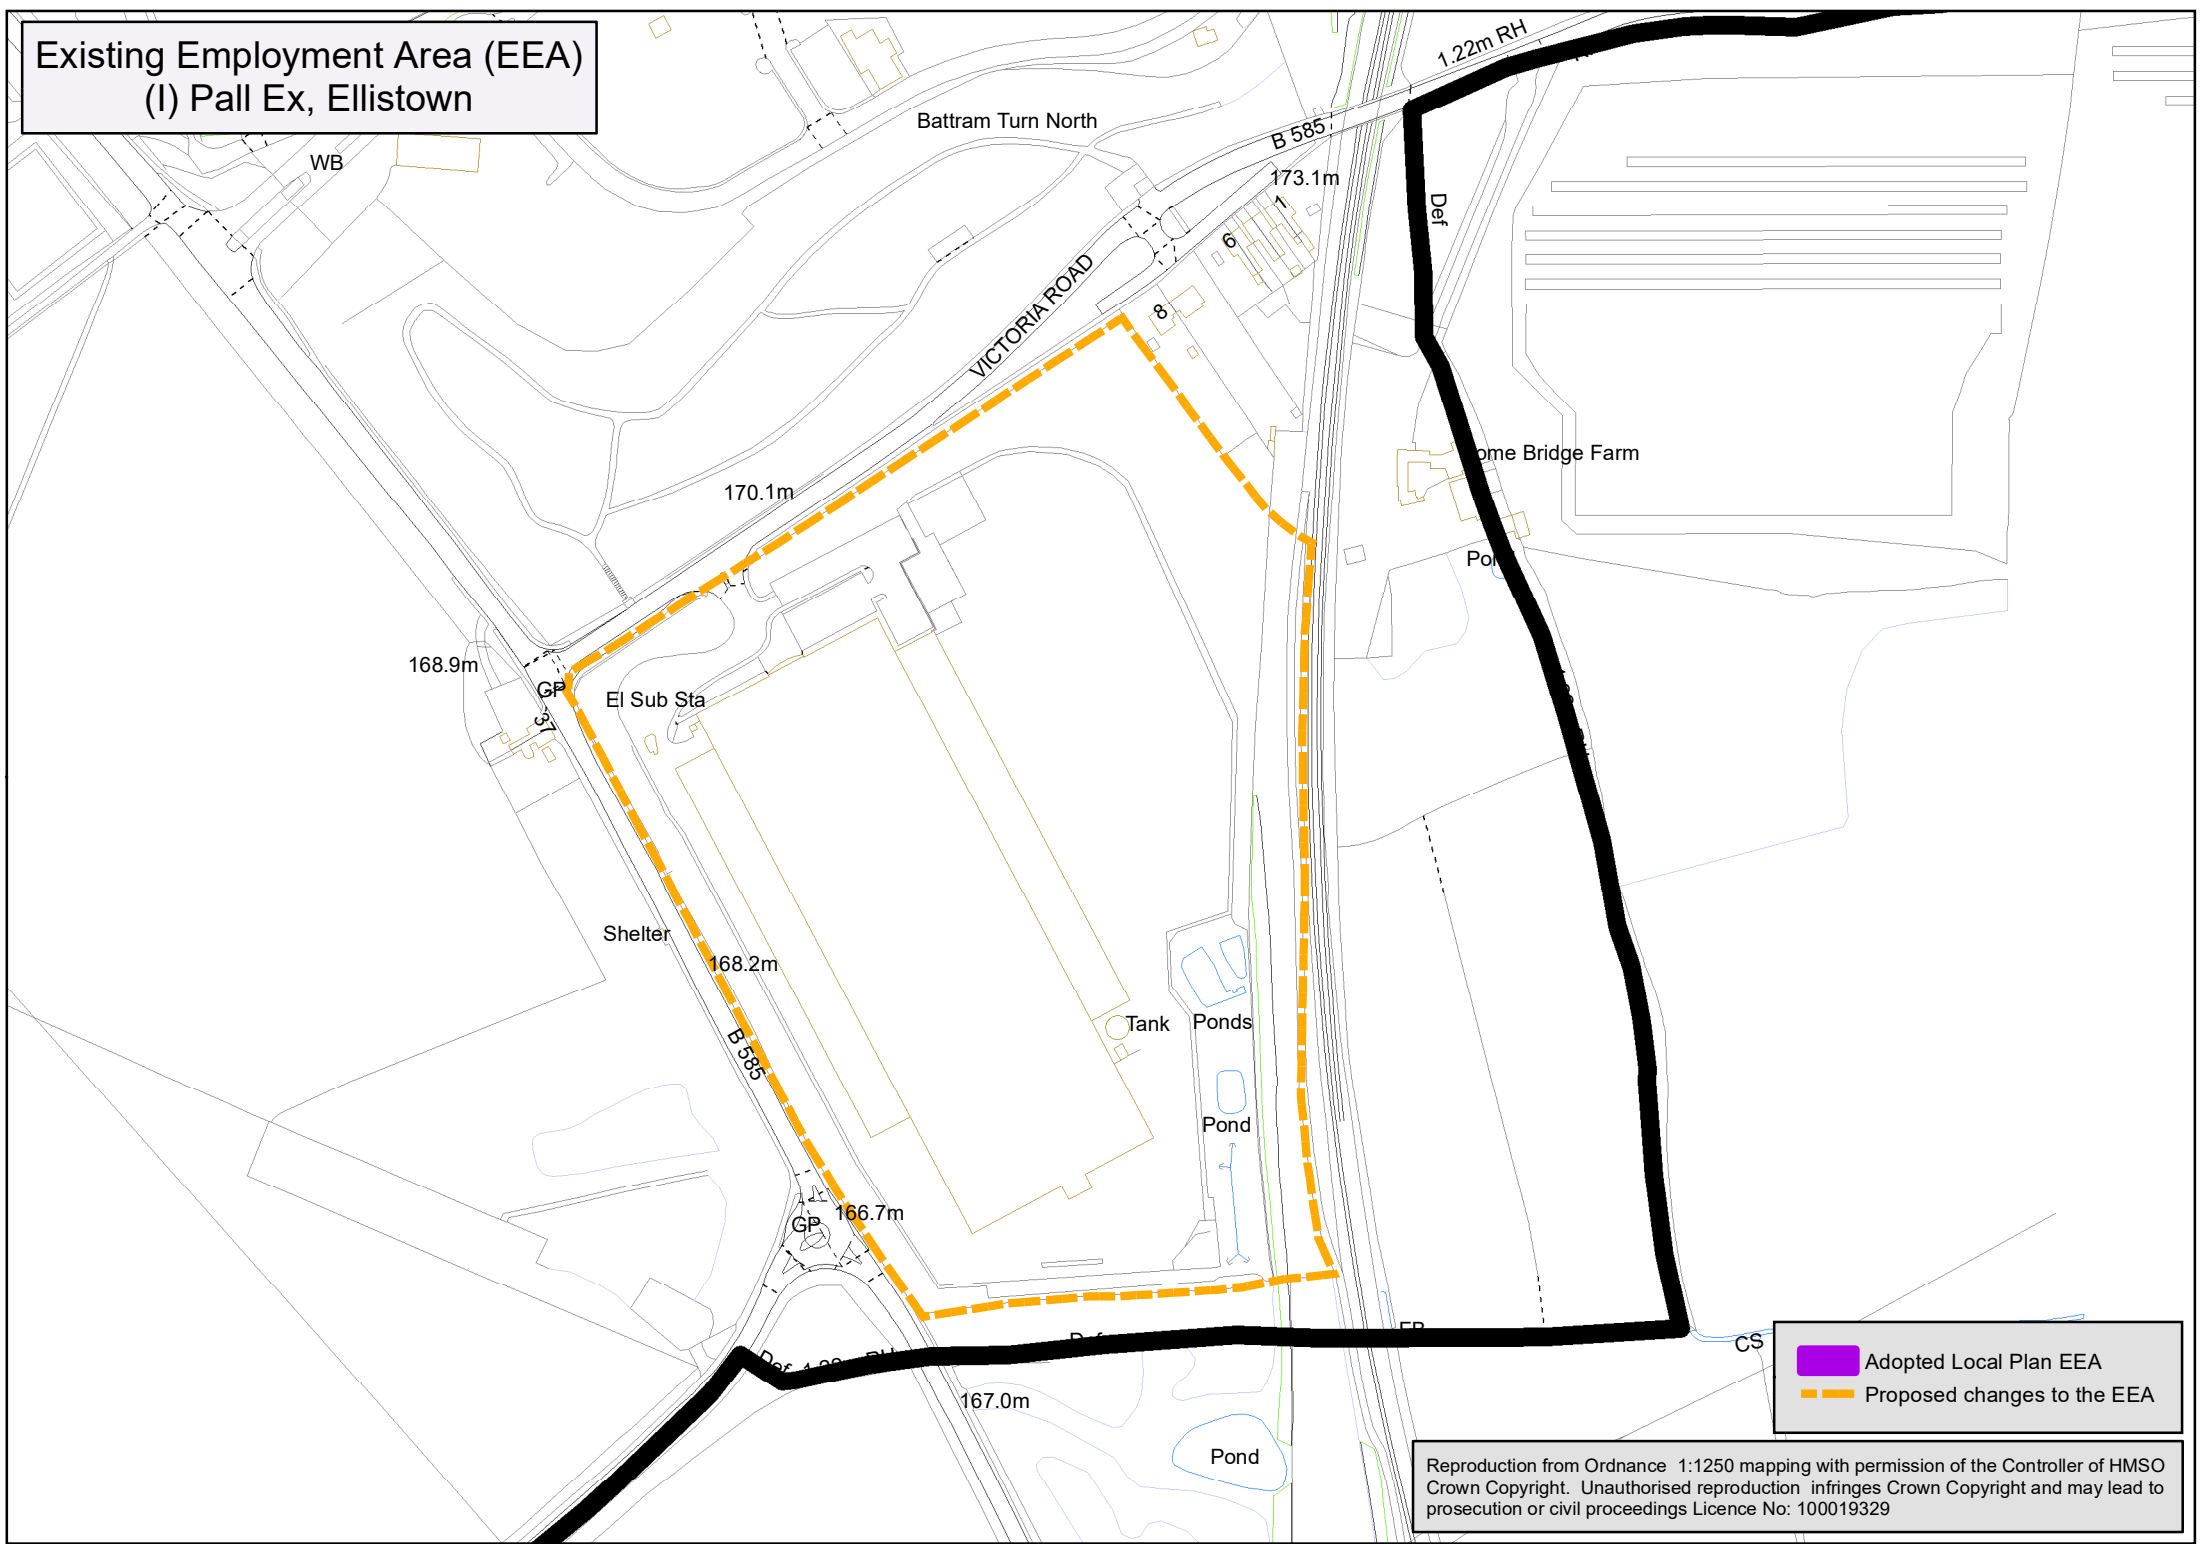 Existing Employment Area (EEA)
(I) Pall Ex, Ellistown
1.22m RH
Battram Turn North
B 585
WB
173.1m
1
Def
6
VICTORIA ROAD
8
ome Bridge Farm
170.1m
168.9m
GP
El Sub Sta
37
Shelter
168.2m
B 585
Tank
Ponds
Pond
GP
166.7m
CS
167.0m
Pond
Adopted Local Plan EEA
Proposed changes to the EEA
Reproduction from Ordnance 1:1250 mapping with permission of the Controller of HMSO
Crown Copyright. Unauthorised reproduction infringes Crown Copyright and may lead to
prosecution or civil proceedings Licence No: 100019329